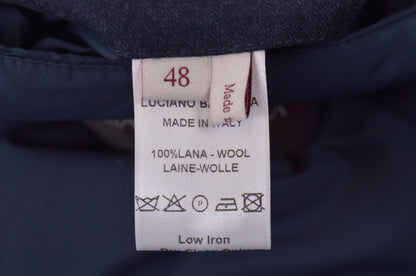 48
Made
LUCIANO
MADE IN ITALY
100%LANA - WOOL
LAINE-WOLLE
P
Low Iron